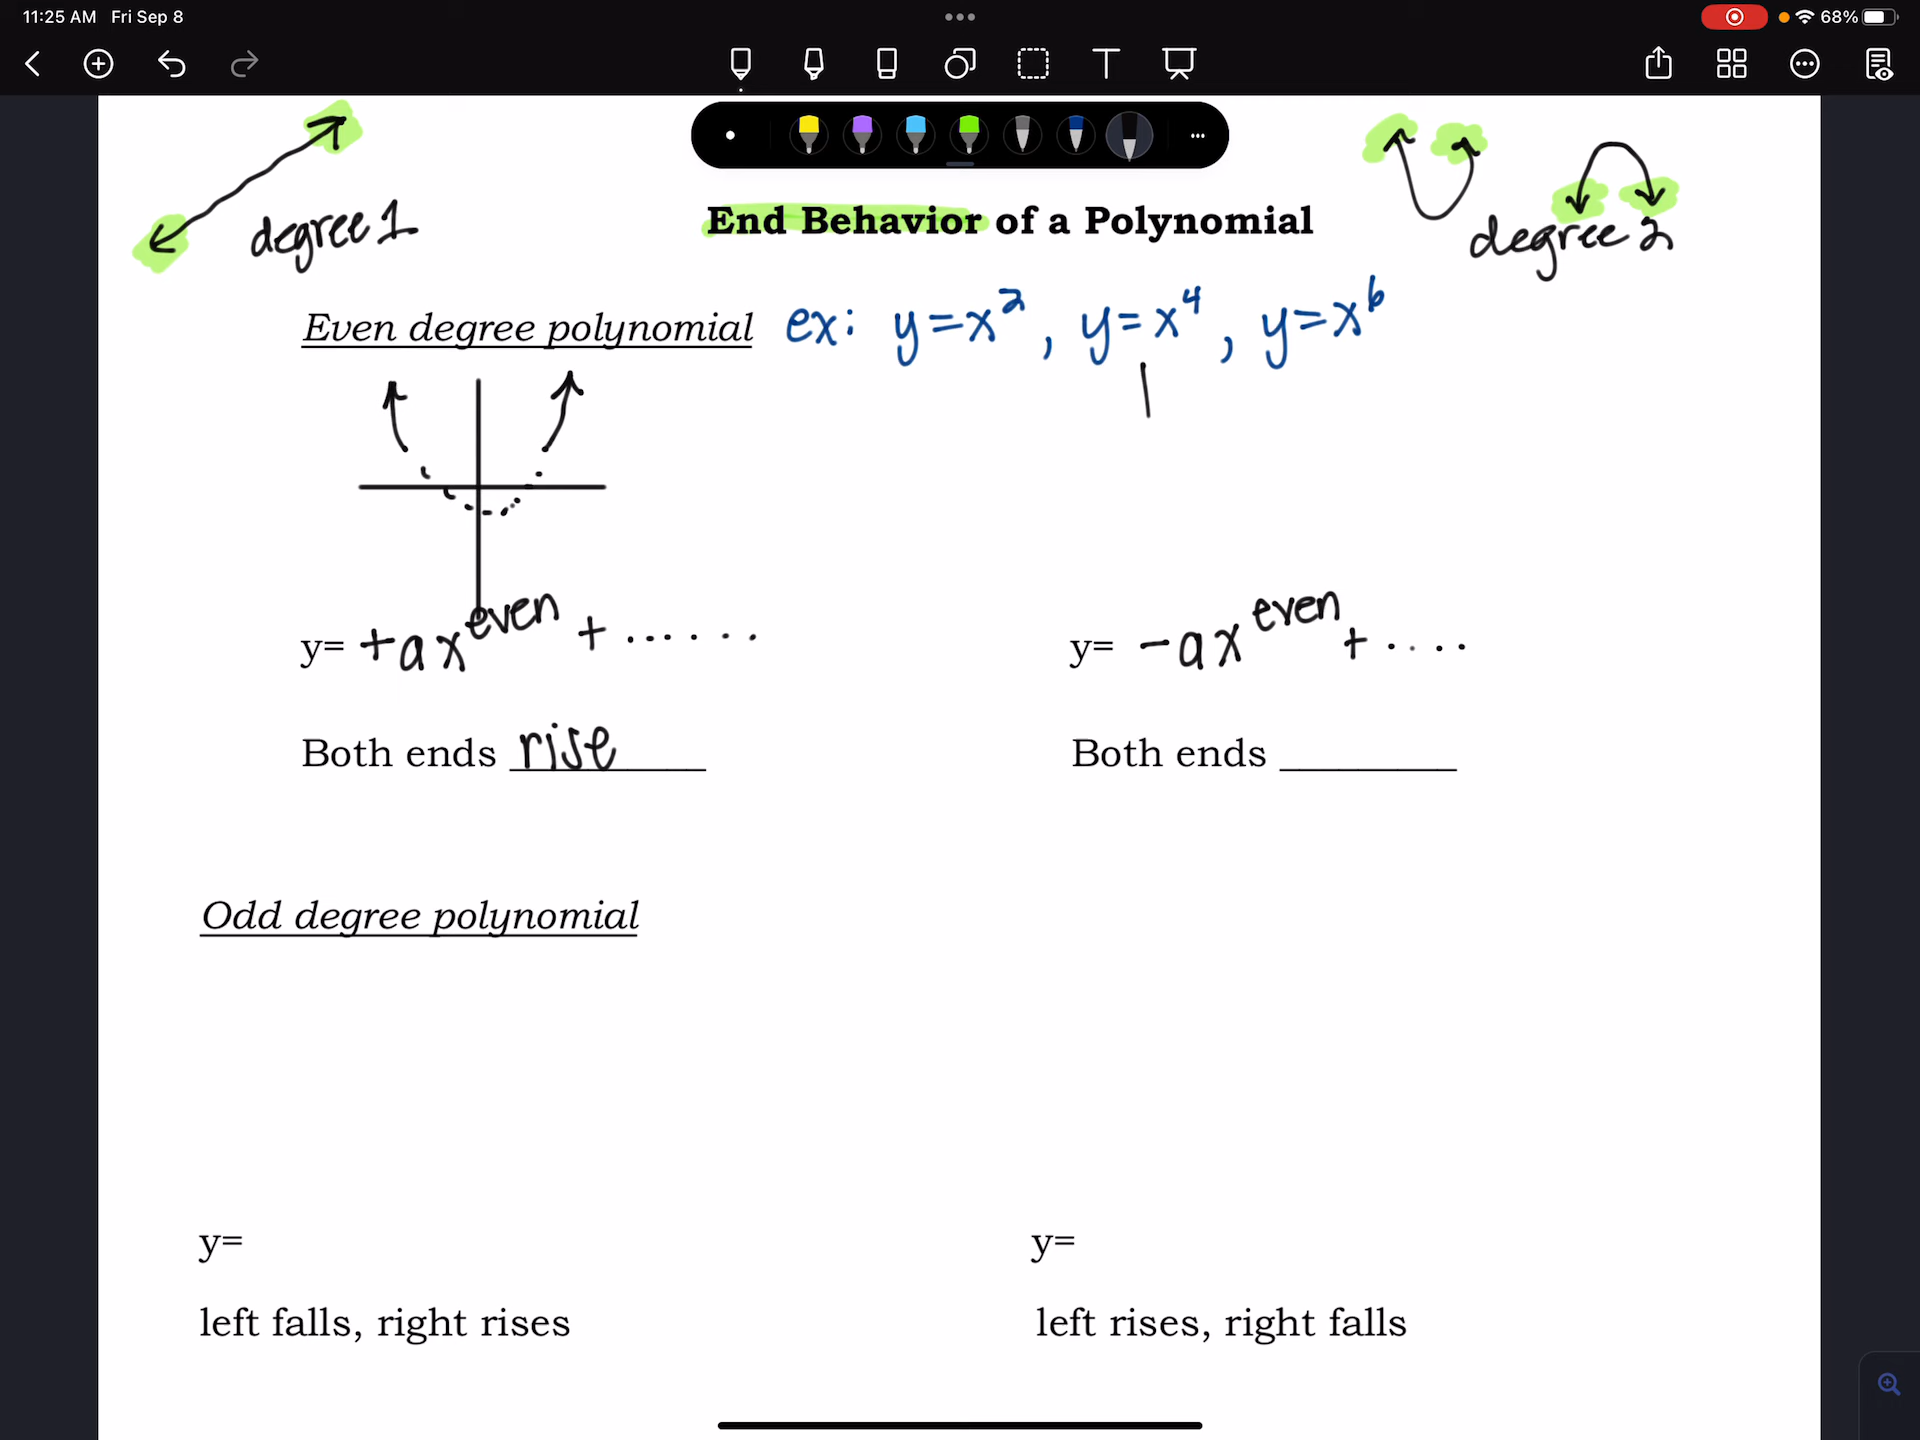 11:25 AM Fri Sep 8
68%
T
degree 1
End Behavior of a Polynomial
degree 2
Even degree polynomial ex: y=x², y=x⁴, y=x⁶
y= +ax^even + ......
y= -ax^even + ....
Both ends rise
Both ends ________
Odd degree polynomial
y=
y=
left falls, right rises
left rises, right falls